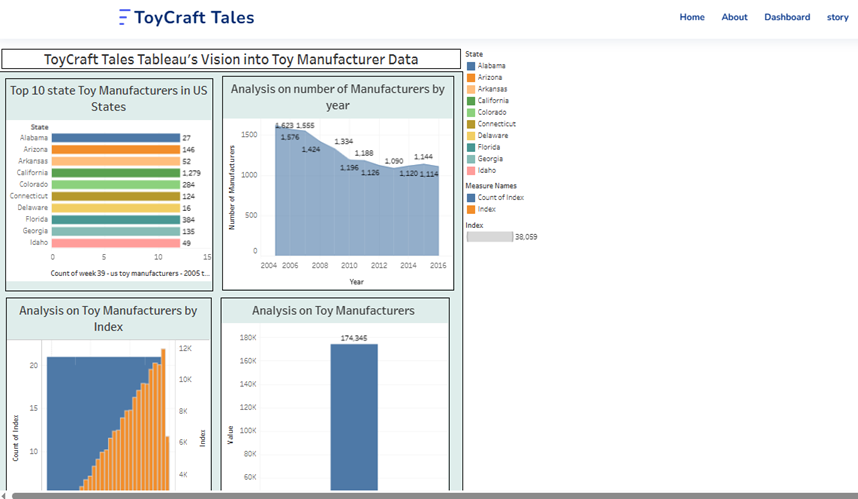 ToyCraft Tales
Home About Dashboard story
ToyCraft Tales Tableau's Vision into Toy Manufacturer Data
Top 10 state Toy Manufacturers in US
States
State
Alabama 27
Arizona 146
Arkansas 52
California 1,279
Colorado 284
Connecticut 124
Delaware 16
Florida 384
Georgia 135
Idaho 49
0 5 10 15
Count of week 39 - us toy manufacturers - 2005 t...
Analysis on number of Manufacturers by
year
Number of Manufacturers
1500
1000
500
0
1,623 1,555
1,576
1,424
1,334
1,196
1,188
1,126
1,090
1,120
1,144
1,114
2004 2006 2008 2010 2012 2014 2016
Year
State
Alabama
Arizona
Arkansas
California
Colorado
Connecticut
Delaware
Florida
Georgia
Idaho
Measure Names
Count of Index
Index
Index
38,059
Analysis on Toy Manufacturers by
Index
Count of Index
20
15
10
12K
10K
8K
6K
4K
Index
Analysis on Toy Manufacturers
174,345
Value
180K
160K
140K
120K
100K
80K
60K